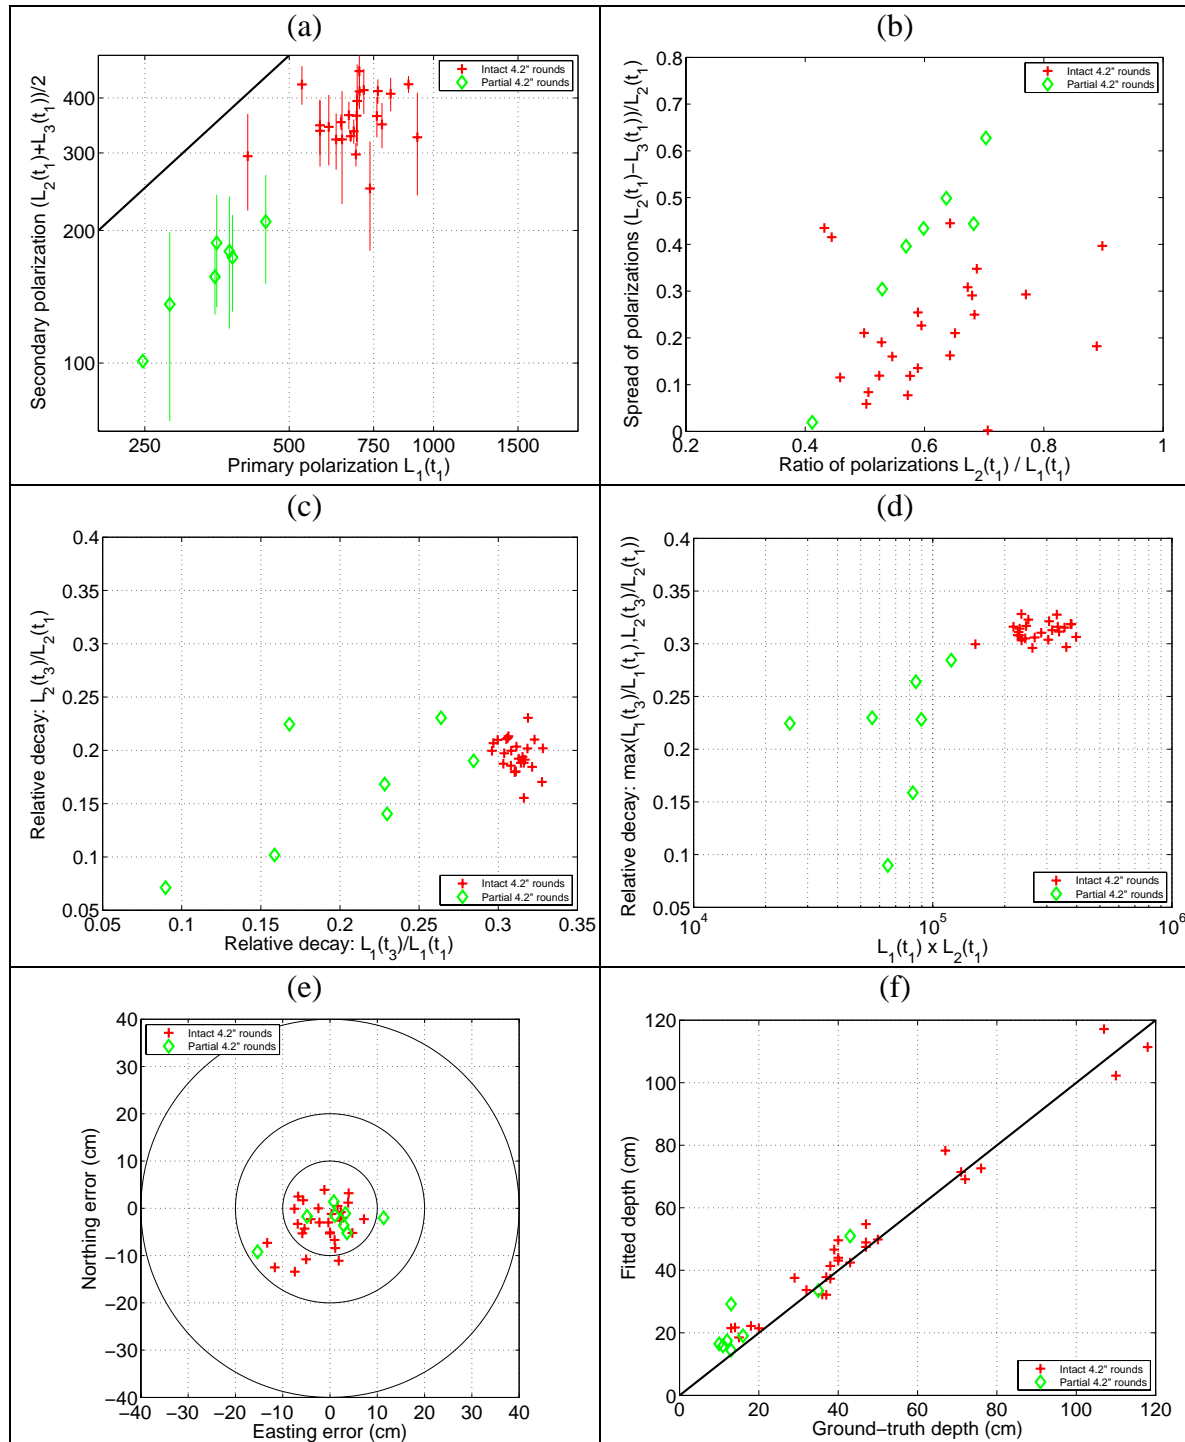 (a)
Secondary polarization (L2(t1)+L3(t1))/2
400
300
200
100
250 500 750 1000 1500
Primary polarization L1(t1)
Intact 4.2" rounds
Partial 4.2" rounds
(b)
Spread of polarizations (L2(t1)−L3(t1))/L2(t1)
0.8
0.7
0.6
0.5
0.4
0.3
0.2
0.1
0
0.2 0.4 0.6 0.8 1
Ratio of polarizations L2(t1) / L1(t1)
Intact 4.2" rounds
Partial 4.2" rounds
(c)
Relative decay: L2(t3)/L2(t1)
0.4
0.35
0.3
0.25
0.2
0.15
0.1
0.05
0.05 0.1 0.15 0.2 0.25 0.3 0.35
Relative decay: L1(t3)/L1(t1)
Intact 4.2" rounds
Partial 4.2" rounds
(d)
Relative decay: max(L1(t3)/L1(t1),L2(t3)/L2(t1))
0.4
0.35
0.3
0.25
0.2
0.15
0.1
0.05
10^4 10^5 10^6
L1(t1) x L2(t1)
Intact 4.2" rounds
Partial 4.2" rounds
(e)
Northing error (cm)
40
30
20
10
0
−10
−20
−30
−40
−40 −30 −20 −10 0 10 20 30 40
Easting error (cm)
Intact 4.2" rounds
Partial 4.2" rounds
(f)
Fitted depth (cm)
120
100
80
60
40
20
0
0 20 40 60 80 100 120
Ground−truth depth (cm)
Intact 4.2" rounds
Partial 4.2" rounds